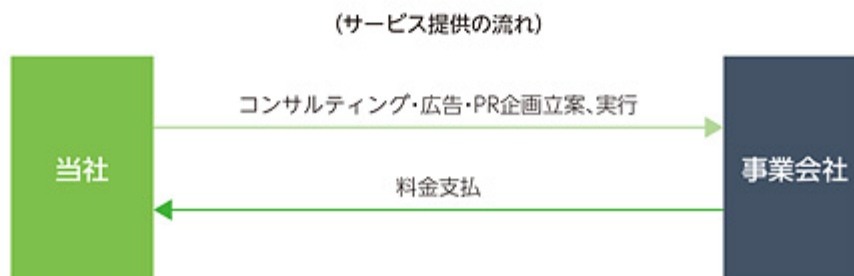 (サービス提供の流れ)
コンサルティング・広告・PR企画立案、実行
当社
事業会社
料金支払